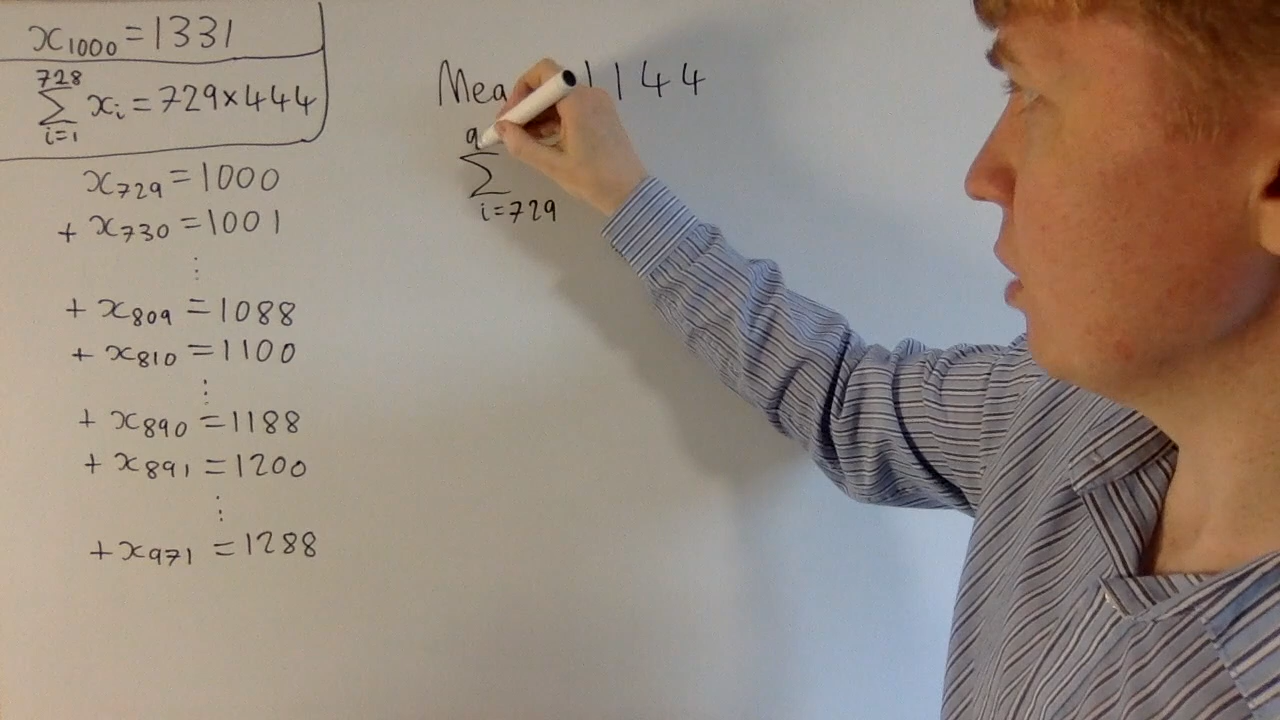 x₁₀₀₀ = 1331
728
∑ xᵢ = 729×444
i=1
x₇₂₉ = 1000
+ x₇₃₀ = 1001
⋮
+ x₈₀₉ = 1088
+ x₈₁₀ = 1100
⋮
+ x₈₉₀ = 1188
+ x₈₉₁ = 1200
⋮
+ x₉₇₁ = 1288
Mea 1144
9
∑
i=729